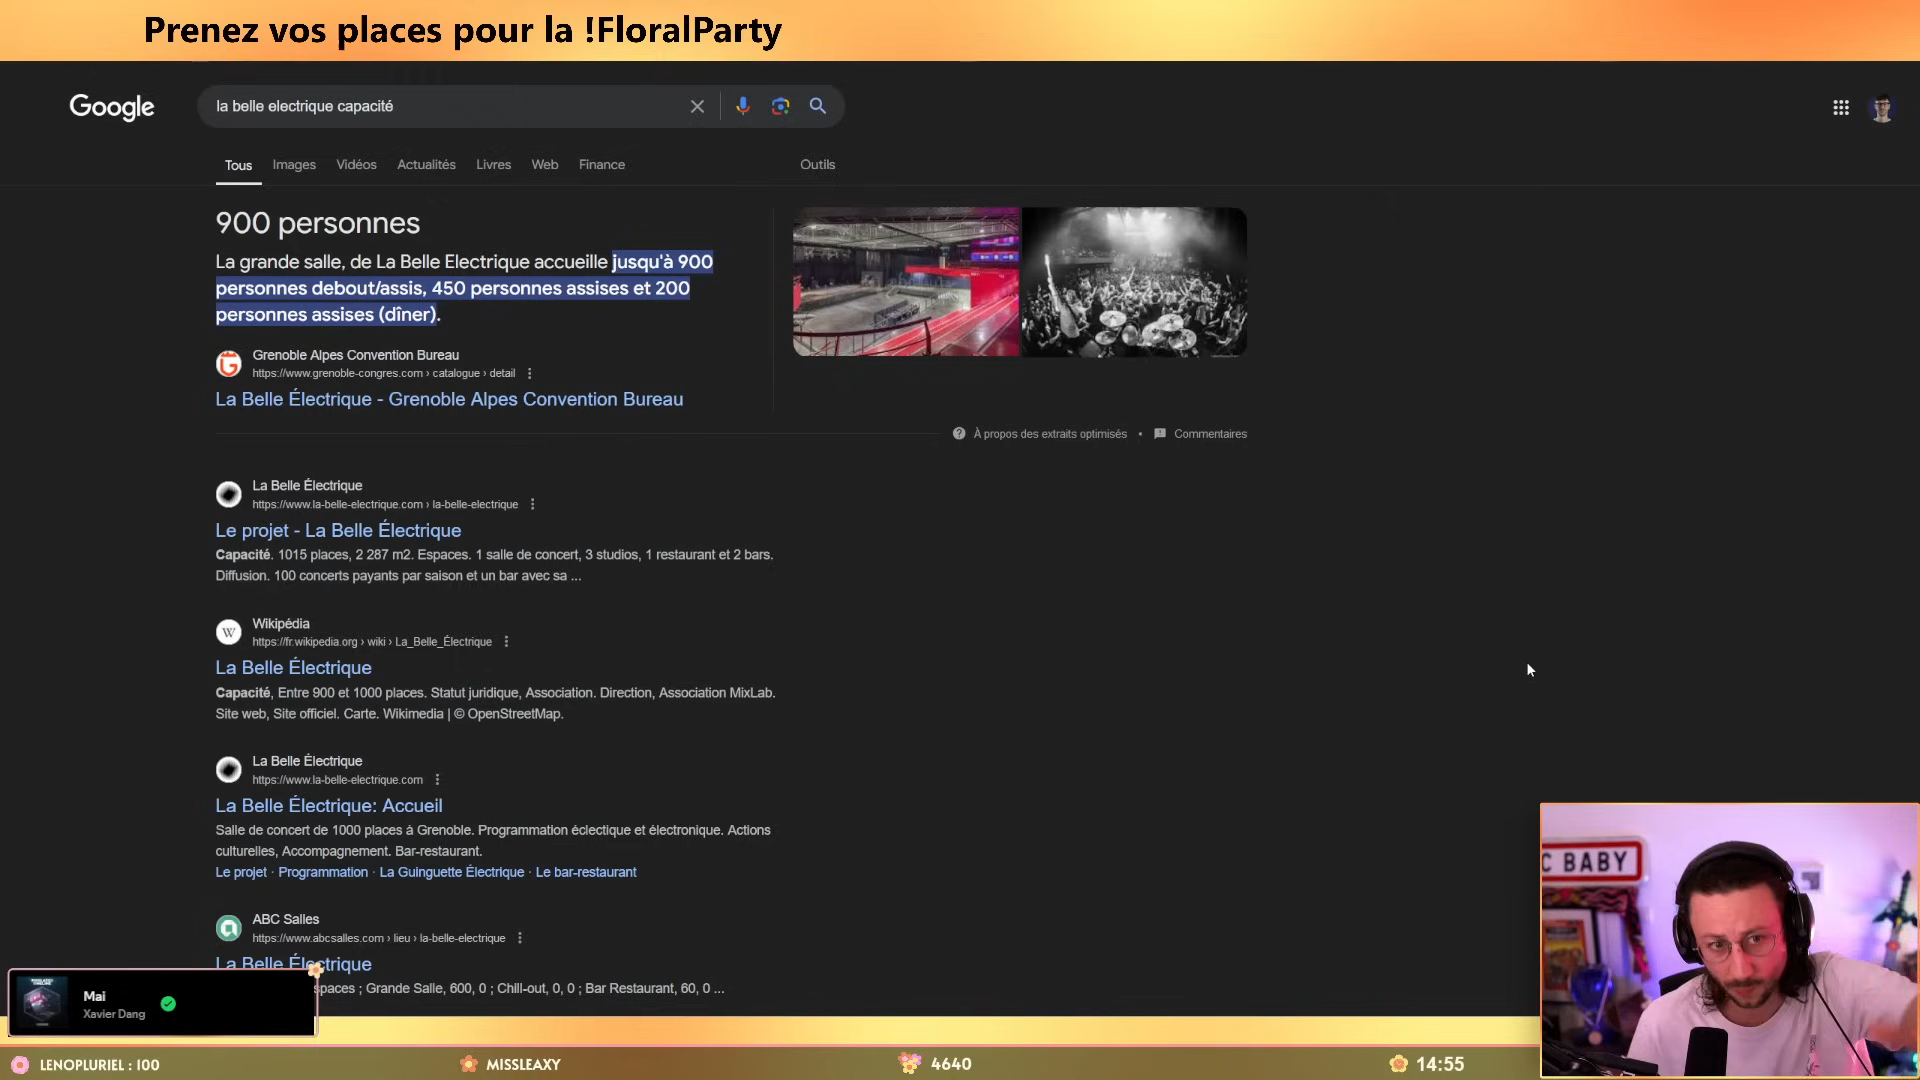 Prenez vos places pour la !FloralParty
Google
la belle electrique capacité
Tous
Images
Vidéos
Actualités
Livres
Web
Finance
Outils
900 personnes
La grande salle, de La Belle Electrique accueille jusqu'à 900
personnes debout/assis, 450 personnes assises et 200
personnes assises (dîner).
Grenoble Alpes Convention Bureau
https://www.grenoble-congres.com › catalogue › detail
La Belle Électrique - Grenoble Alpes Convention Bureau
À propos des extraits optimisés • Commentaires
La Belle Électrique
https://www.la-belle-electrique.com › la-belle-electrique
Le projet - La Belle Électrique
Capacité. 1015 places, 2 287 m2. Espaces. 1 salle de concert, 3 studios, 1 restaurant et 2 bars.
Diffusion. 100 concerts payants par saison et un bar avec sa ...
W
Wikipédia
https://fr.wikipedia.org › wiki › La_Belle_Électrique
La Belle Électrique
Capacité, Entre 900 et 1000 places. Statut juridique, Association. Direction, Association MixLab.
Site web, Site officiel. Carte. Wikimedia | © OpenStreetMap.
La Belle Électrique
https://www.la-belle-electrique.com
La Belle Électrique: Accueil
Salle de concert de 1000 places à Grenoble. Programmation éclectique et électronique. Actions
culturelles, Accompagnement. Bar-restaurant.
Le projet · Programmation · La Guinguette Électrique · Le bar-restaurant
ABC Salles
https://www.abcsalles.com › lieu › la-belle-electrique
La Belle Électrique
spaces ; Grande Salle, 600, 0 ; Chill-out, 0, 0 ; Bar Restaurant, 60, 0 ...
Mai
Xavier Dang
C BABY
LENOPLURIEL : 100
MISSLEAXY
4640
14:55